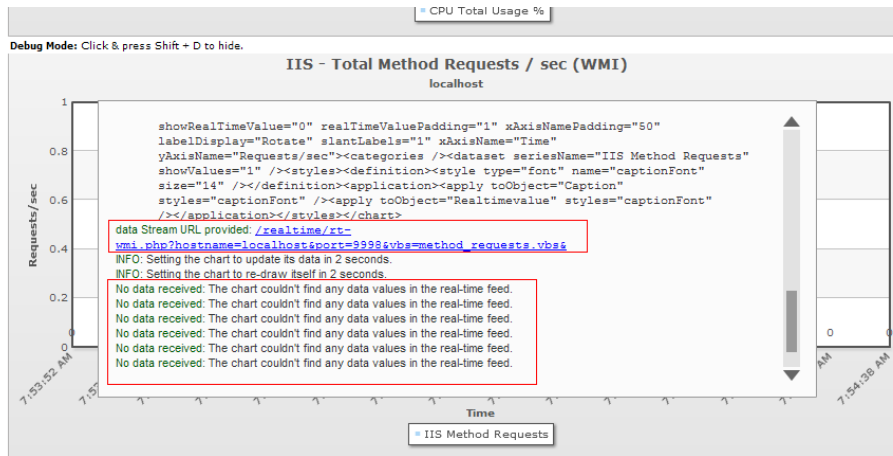 CPU Total Usage %
Debug Mode: Click & press Shift + D to hide.
IIS - Total Method Requests / sec (WMI)
localhost
showRealTimeValue="0" realTimeValuePadding="1" xAxisNamePadding="50"
labelDisplay="Rotate" slantLabels="1" xAxisName="Time"
yAxisName="Requests/sec"><categories /><dataset seriesName="IIS Method Requests"
showValues="1" /><styles><definition><style type="font" name="captionFont"
size="14" /></definition><application><apply toObject="Caption"
styles="captionFont" /><apply toObject="Realtimevalue" styles="captionFont"
/></application></styles></chart>
data Stream URL provided: /realtime/rt-
wmi.php?hostname=localhost&port=9998&vbs=method_requests.vbs&
INFO: Setting the chart to update its data in 2 seconds.
INFO: Setting the chart to re-draw itself in 2 seconds.
No data received: The chart couldn't find any data values in the real-time feed.
No data received: The chart couldn't find any data values in the real-time feed.
No data received: The chart couldn't find any data values in the real-time feed.
No data received: The chart couldn't find any data values in the real-time feed.
No data received: The chart couldn't find any data values in the real-time feed.
No data received: The chart couldn't find any data values in the real-time feed.
1
0.8
0.6
0.4
0.2
0
Requests/sec
0
0
0
7:53:52 AM
7:54:38 AM
Time
IIS Method Requests